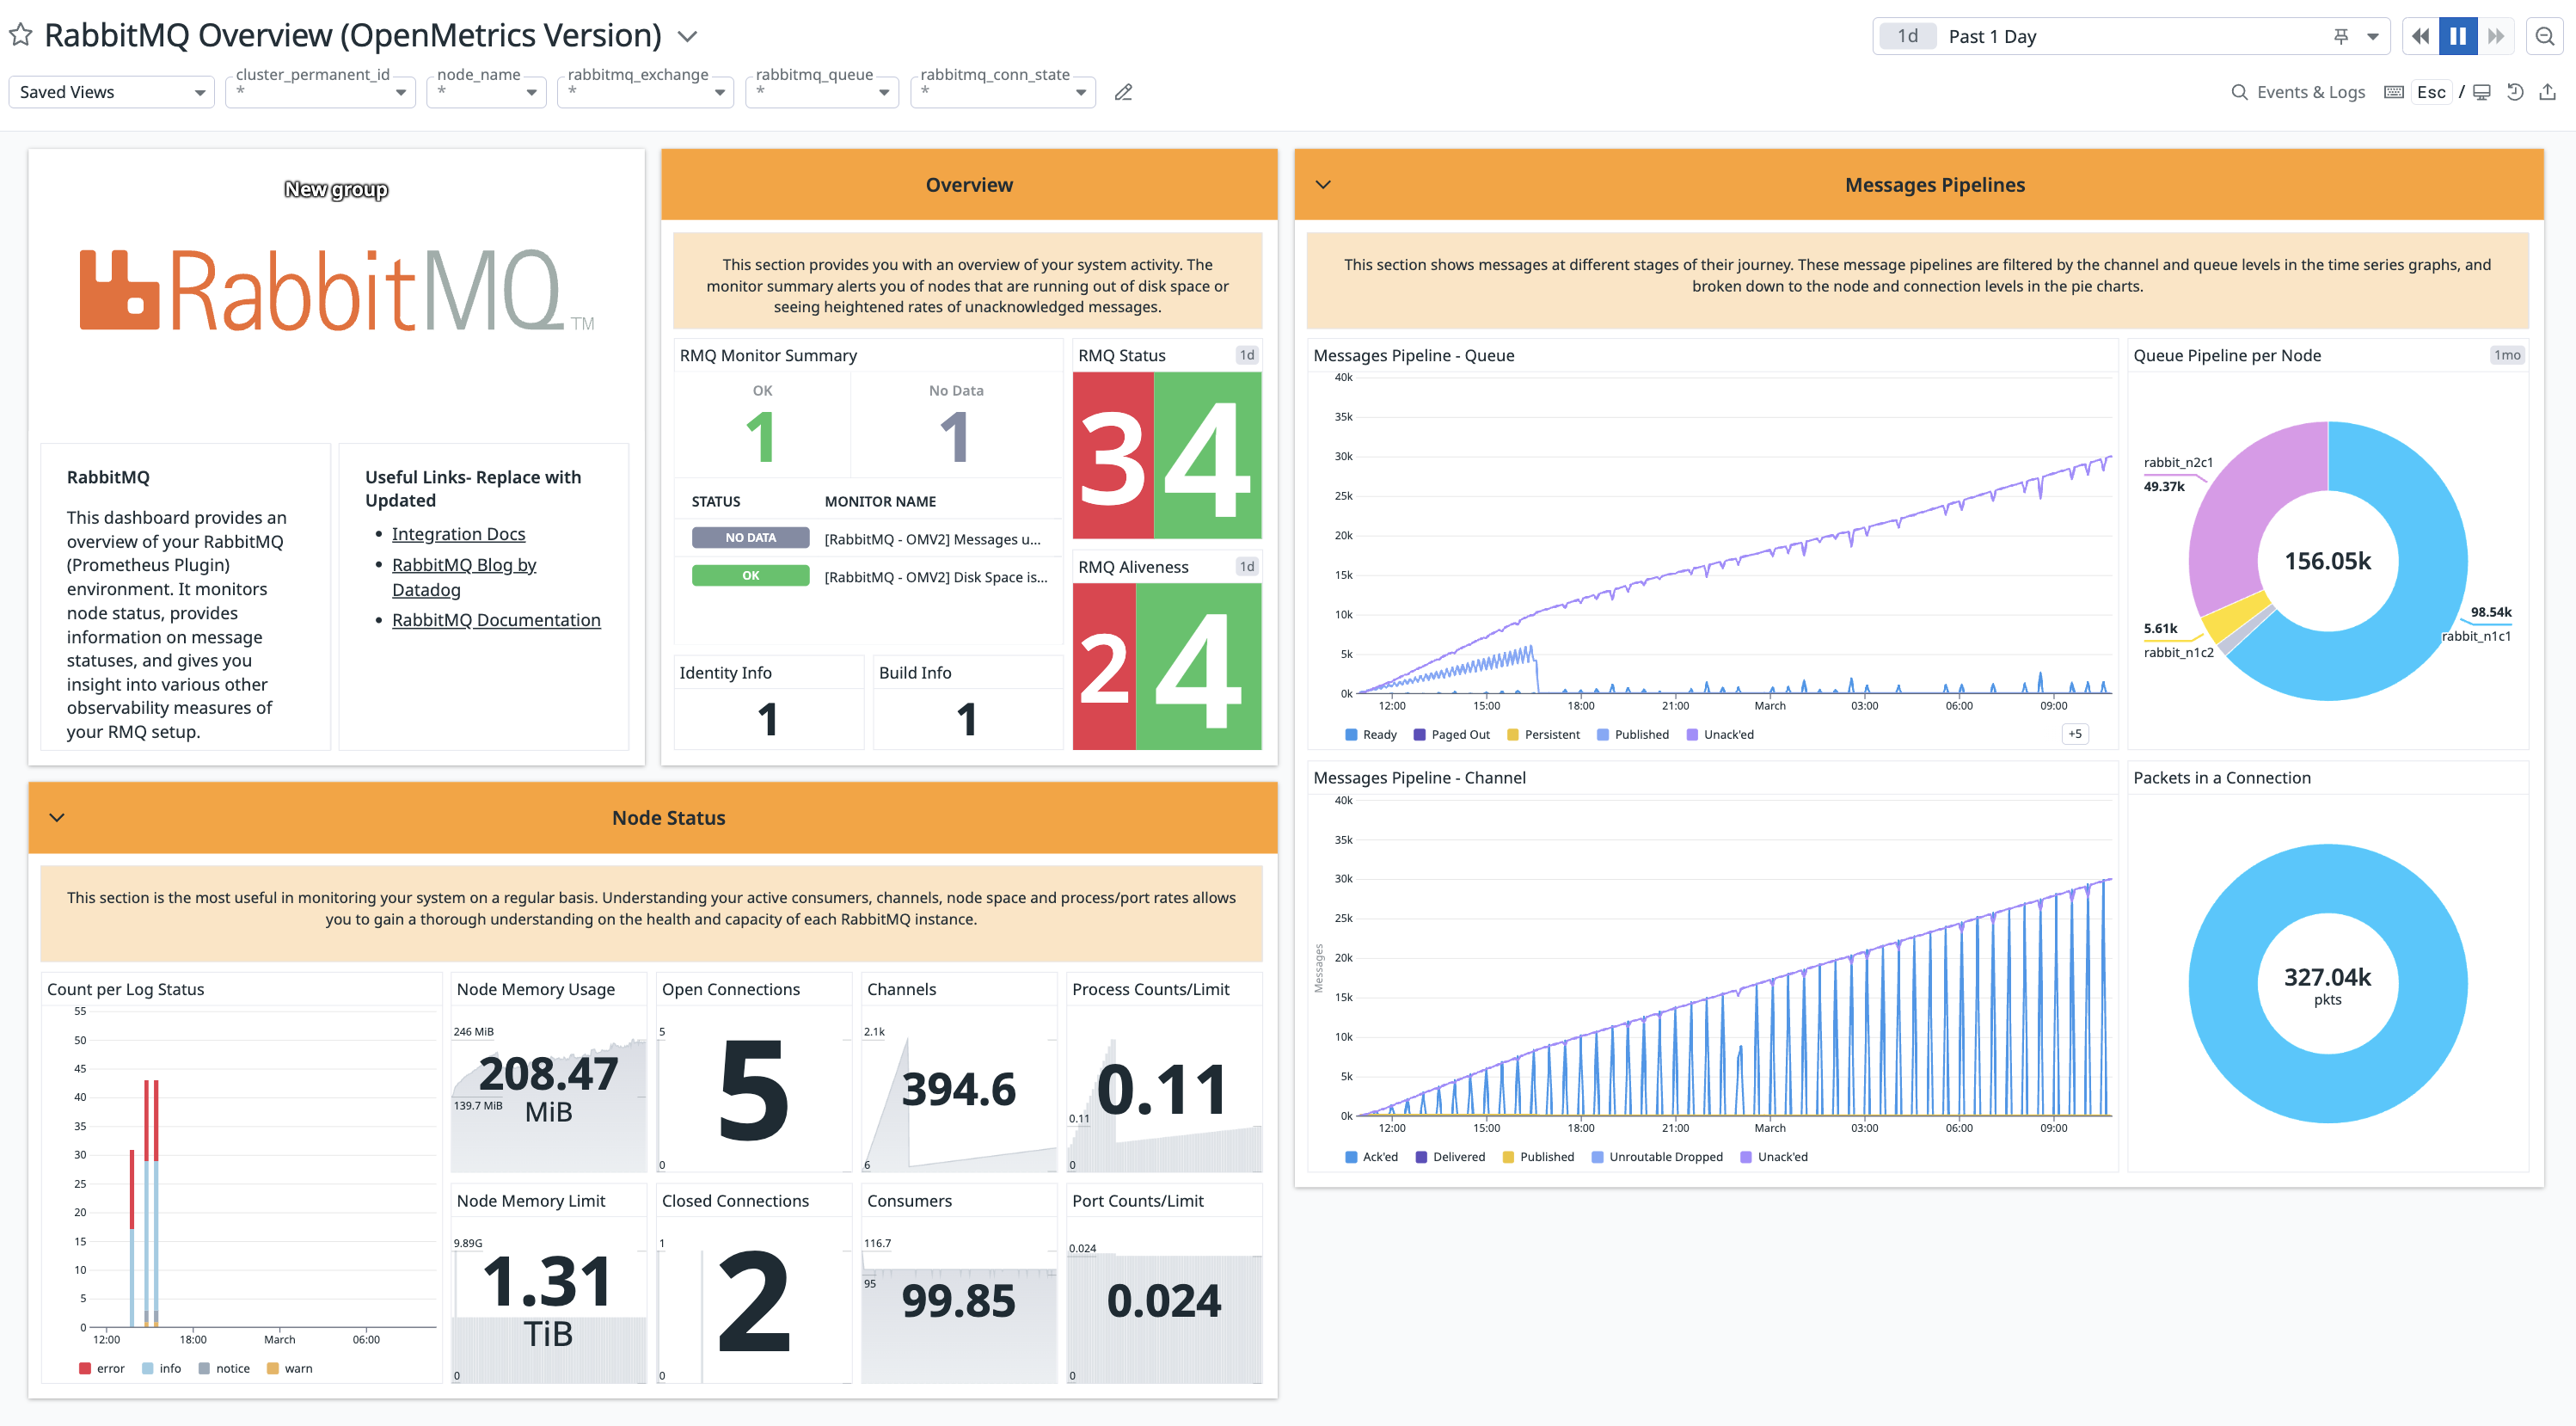 RabbitMQ Overview (OpenMetrics Version)
1d Past 1 Day
Saved Views
cluster_permanent_id
*
node_name
*
rabbitmq_exchange
*
rabbitmq_queue
*
rabbitmq_conn_state
*
Events & Logs
Esc /
New group
RabbitMQ TM
RabbitMQ
This dashboard provides an
overview of your RabbitMQ
(Prometheus Plugin)
environment. It monitors
node status, provides
information on message
statuses, and gives you
insight into various other
observability measures of
your RMQ setup.
Useful Links- Replace with
Updated
• Integration Docs
• RabbitMQ Blog by
Datadog
• RabbitMQ Documentation
Overview
This section provides you with an overview of your system activity. The
monitor summary alerts you of nodes that are running out of disk space or
seeing heightened rates of unacknowledged messages.
RMQ Monitor Summary
OK
1
No Data
1
STATUS MONITOR NAME
NO DATA [RabbitMQ - OMV2] Messages u...
OK [RabbitMQ - OMV2] Disk Space is...
Identity Info
1
Build Info
1
RMQ Status 1d
3 4
RMQ Aliveness 1d
2 4
Messages Pipelines
This section shows messages at different stages of their journey. These message pipelines are filtered by the channel and queue levels in the time series graphs, and
broken down to the node and connection levels in the pie charts.
Messages Pipeline - Queue
40k
35k
30k
25k
20k
15k
10k
5k
0k
12:00 15:00 18:00 21:00 March 03:00 06:00 09:00
Ready Paged Out Persistent Published Unack'ed +5
Queue Pipeline per Node 1mo
rabbit_n2c1
49.37k
156.05k
98.54k
rabbit_n1c1
5.61k
rabbit_n1c2
Messages Pipeline - Channel
Messages
40k
35k
30k
25k
20k
15k
10k
5k
0k
12:00 15:00 18:00 21:00 March 03:00 06:00 09:00
Ack'ed Delivered Published Unroutable Dropped Unack'ed
Packets in a Connection
327.04k
pkts
Node Status
This section is the most useful in monitoring your system on a regular basis. Understanding your active consumers, channels, node space and process/port rates allows
you to gain a thorough understanding on the health and capacity of each RabbitMQ instance.
Count per Log Status
55
50
45
40
35
30
25
20
15
10
5
0
12:00 18:00 March 06:00
error info notice warn
Node Memory Usage
246 MiB
208.47
139.7 MiB
MiB
Open Connections
5
5
0
Channels
2.1k
394.6
6
Process Counts/Limit
0.11
0.11
0
Node Memory Limit
9.89G
1.31
TiB
0
Closed Connections
1
2
0
Consumers
116.7
95
99.85
Port Counts/Limit
0.024
0.024
0